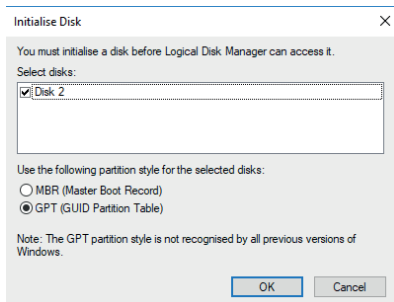 Initialise Disk
You must initialise a disk before Logical Disk Manager can access it.
Select disks:
Disk 2
Use the following partition style for the selected disks:
MBR (Master Boot Record)
GPT (GUID Partition Table)
Note: The GPT partition style is not recognised by all previous versions of
Windows.
OK Cancel